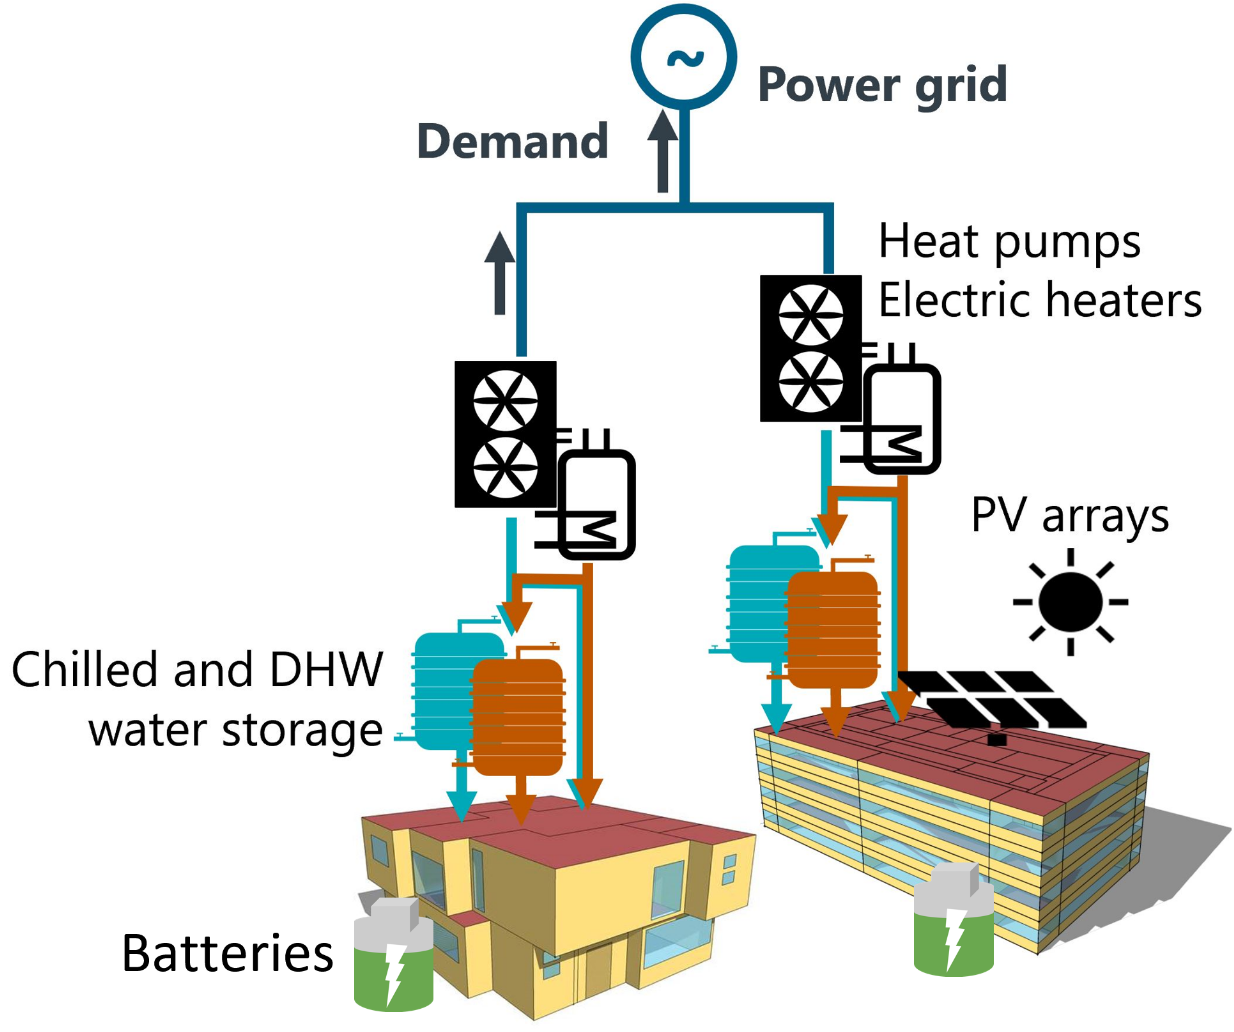 ~
Power grid
Demand
Heat pumps
Electric heaters
PV arrays
Chilled and DHW
water storage
Batteries